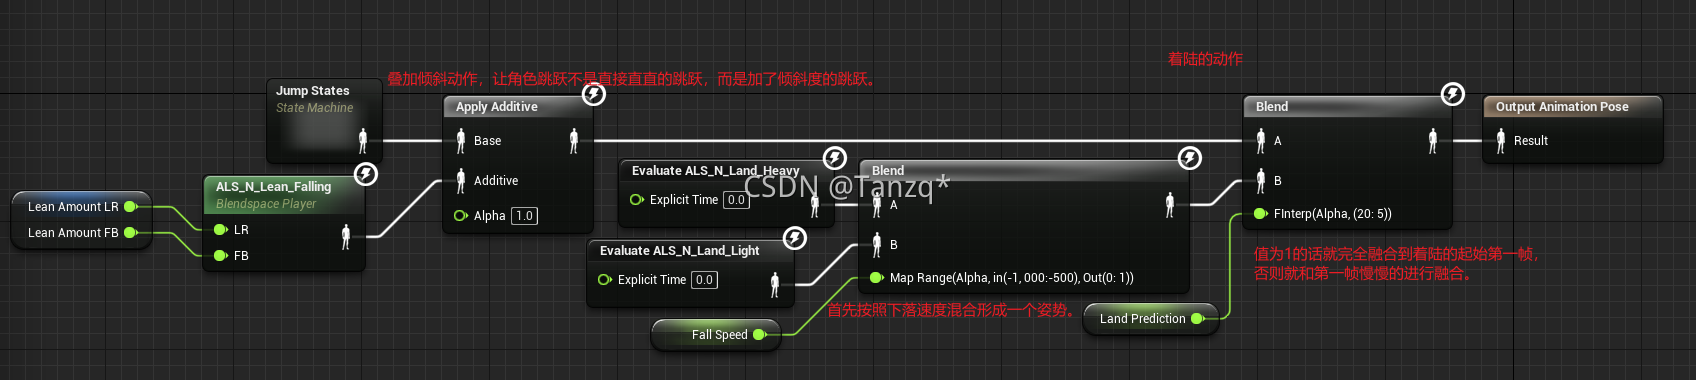 着陆的动作
叠加倾斜动作，让角色跳跃不是直接直直的跳跃，而是加了倾斜度的跳跃。
Jump States
State Machine
Apply Additive
Base
Additive
Alpha 1.0
ALS_N_Lean_Falling
Blendspace Player
LR
FB
Lean Amount LR
Lean Amount FB
Evaluate ALS_N_Land_Heavy
Explicit Time 0.0
Evaluate ALS_N_Land_Light
Explicit Time 0.0
Blend
A
B
Map Range(Alpha, in(-1, 000:-500), Out(0: 1))
CSDN @Tanzq*
首先按照下落速度混合形成一个姿势。
Fall Speed
Land Prediction
Blend
A
B
FInterp(Alpha, (20: 5))
值为1的话就完全融合到着陆的起始第一帧，
否则就和第一帧慢慢的进行融合。
Output Animation Pose
Result